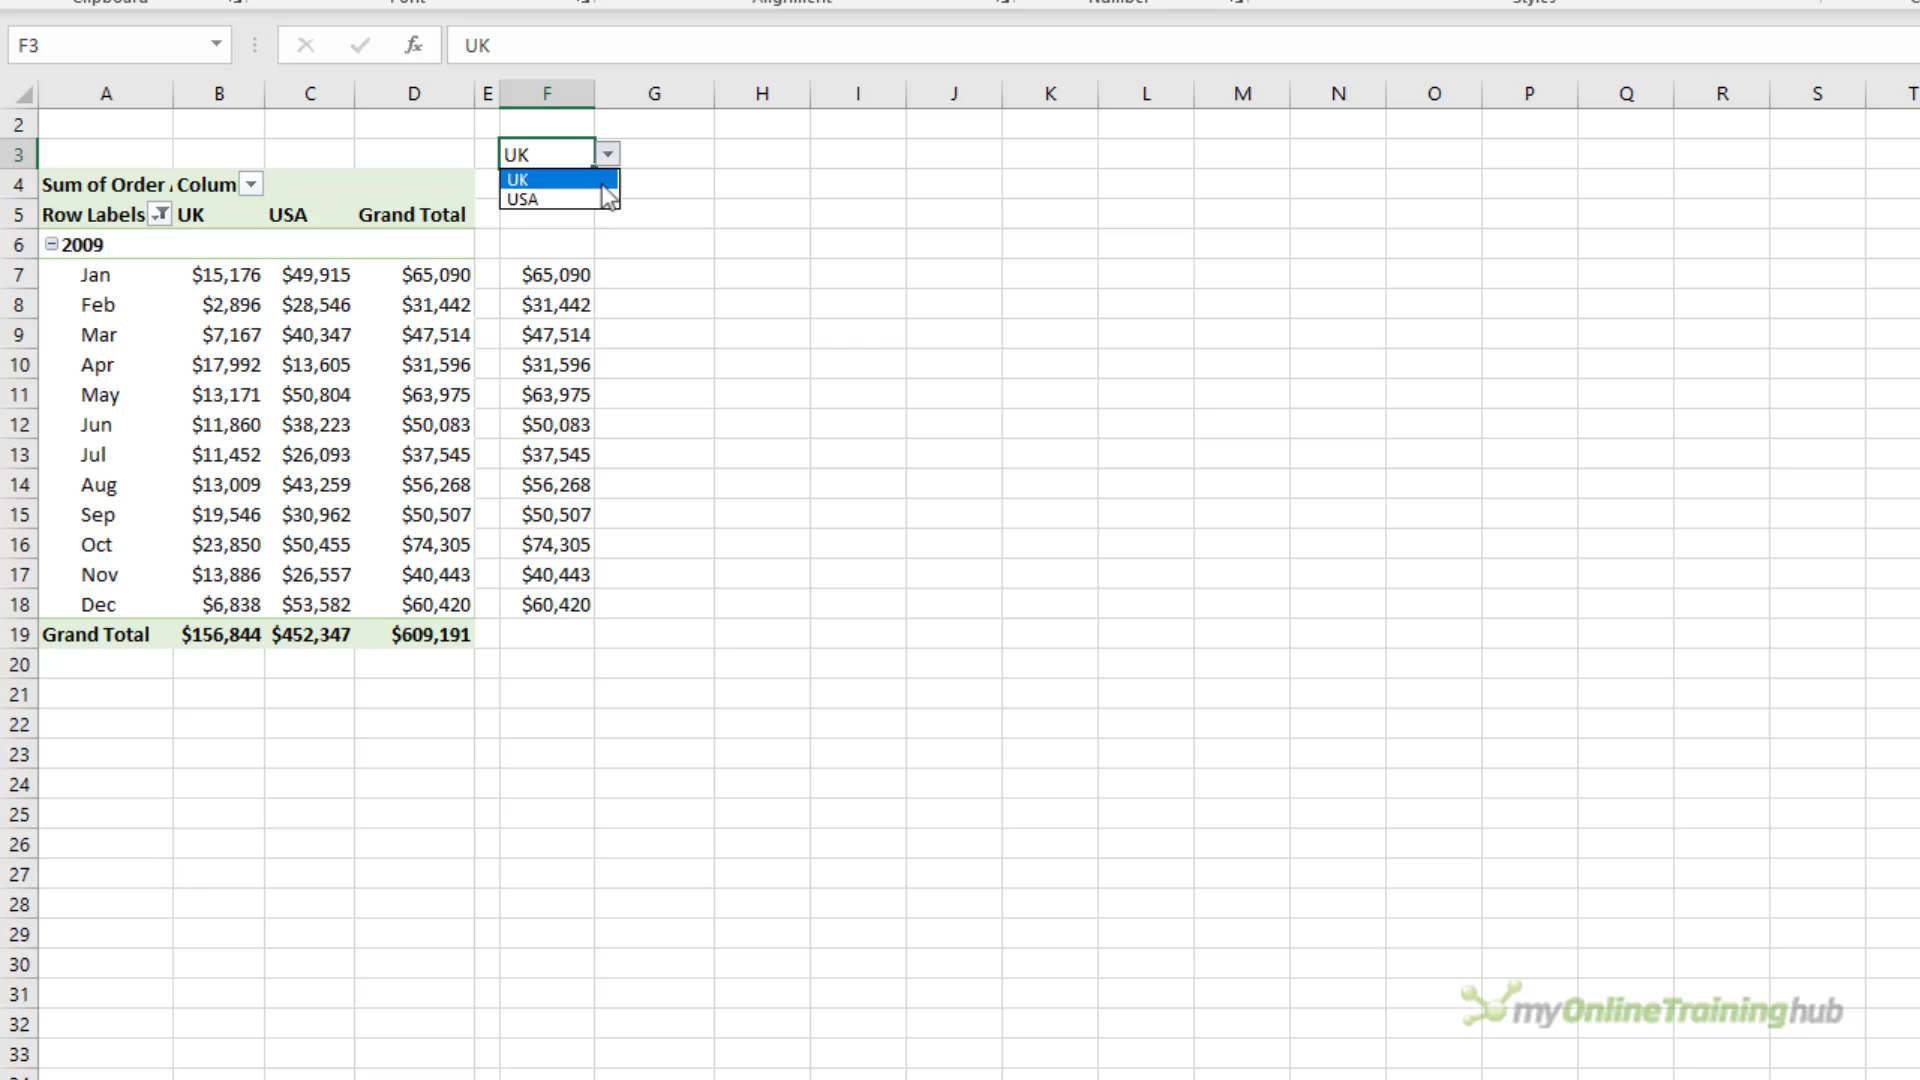 Clipboard Font Alignment Number Styles
F3 fx UK
A B C D E F G H I J K L M N O P Q R S T
2
3 UK
4 Sum of Order Colum UK
5 Row Labels UK USA Grand Total USA
6 2009
7 Jan $15,176 $49,915 $65,090 $65,090
8 Feb $2,896 $28,546 $31,442 $31,442
9 Mar $7,167 $40,347 $47,514 $47,514
10 Apr $17,992 $13,605 $31,596 $31,596
11 May $13,171 $50,804 $63,975 $63,975
12 Jun $11,860 $38,223 $50,083 $50,083
13 Jul $11,452 $26,093 $37,545 $37,545
14 Aug $13,009 $43,259 $56,268 $56,268
15 Sep $19,546 $30,962 $50,507 $50,507
16 Oct $23,850 $50,455 $74,305 $74,305
17 Nov $13,886 $26,557 $40,443 $40,443
18 Dec $6,838 $53,582 $60,420 $60,420
19 Grand Total $156,844 $452,347 $609,191
20
21
22
23
24
25
26
27
28
29
30
31
32
33
myOnlineTraininghub